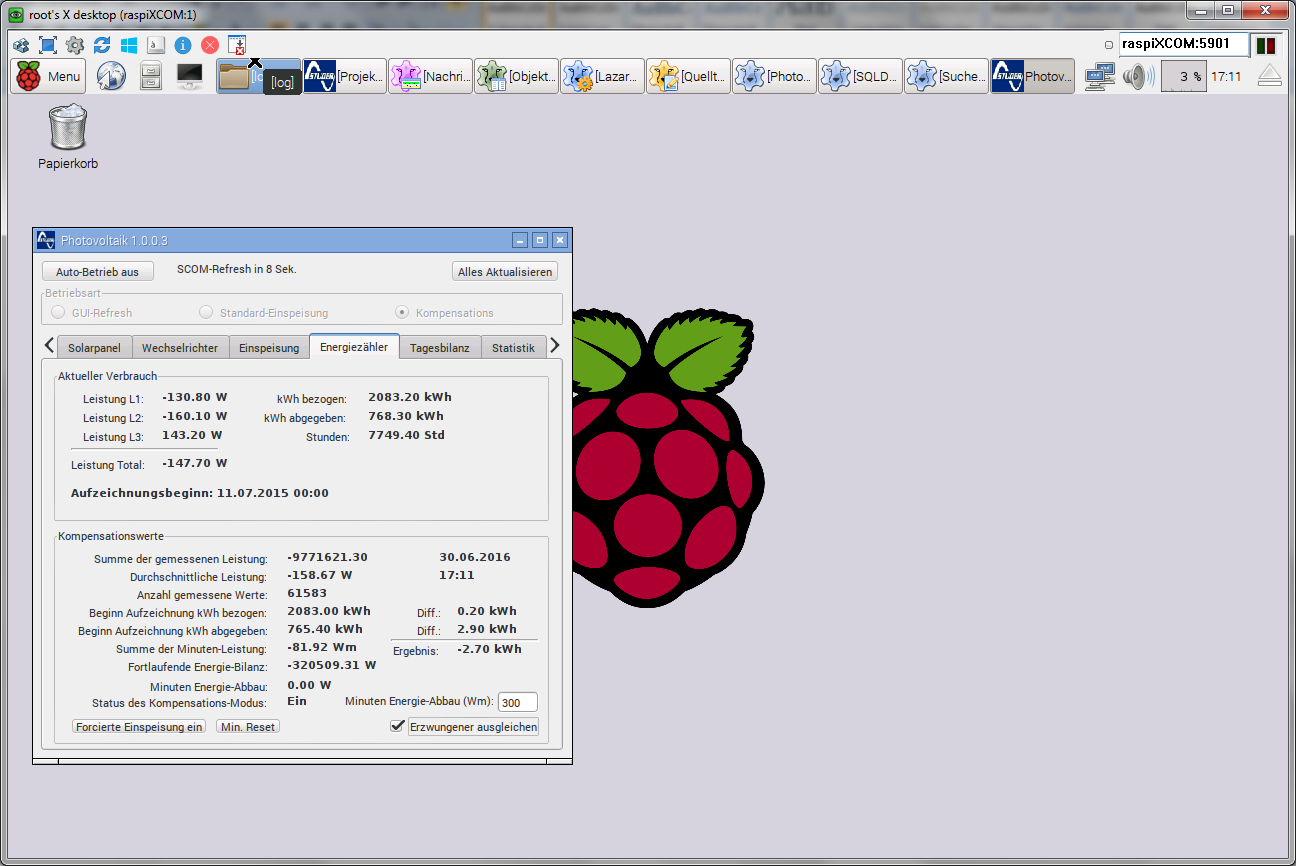 root's X desktop (raspiXCOM:1)
raspiXCOM:5901
Menu
[log]
[Projek...
[Nachri...
[Objekt...
[Lazar...
[Quellt...
[Photo...
[SQLD...
[Suche...
Photov...
3 %
17:11
Papierkorb
Photovoltaik 1.0.0.3
Auto-Betrieb aus
SCOM-Refresh in 8 Sek.
Alles Aktualisieren
Betriebsart
GUI-Refresh
Standard-Einspeisung
Kompensations
Solarpanel
Wechselrichter
Einspeisung
Energiezähler
Tagesbilanz
Statistik
Aktueller Verbrauch
Leistung L1: -130.80 W kWh bezogen: 2083.20 kWh
Leistung L2: -160.10 W kWh abgegeben: 768.30 kWh
Leistung L3: 143.20 W Stunden: 7749.40 Std
Leistung Total: -147.70 W
Aufzeichnungsbeginn: 11.07.2015 00:00
Kompensationswerte
Summe der gemessenen Leistung: -9771621.30 30.06.2016
Durchschnittliche Leistung: -158.67 W 17:11
Anzahl gemessene Werte: 61583
Beginn Aufzeichnung kWh bezogen: 2083.00 kWh Diff.: 0.20 kWh
Beginn Aufzeichnung kWh abgegeben: 765.40 kWh Diff.: 2.90 kWh
Summe der Minuten-Leistung: -81.92 Wm Ergebnis: -2.70 kWh
Fortlaufende Energie-Bilanz: -320509.31 W
Minuten Energie-Abbau: 0.00 W
Status des Kompensations-Modus: Ein Minuten Energie-Abbau (Wm): 300
Forcierte Einspeisung ein Min. Reset Erzwungener ausgleichen